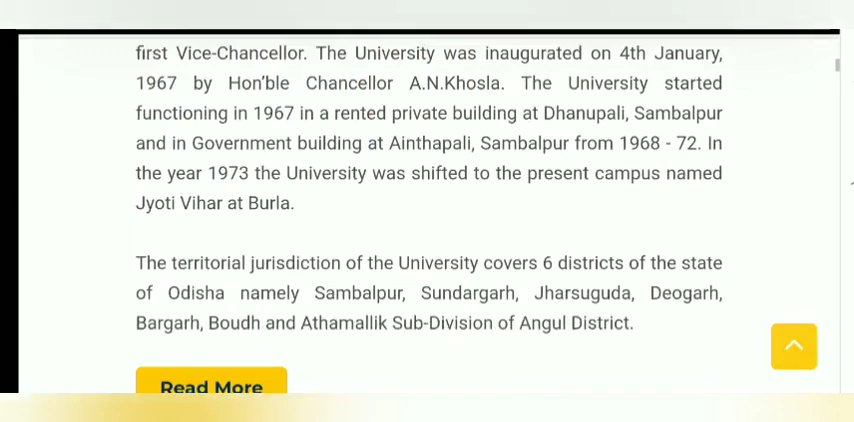 first Vice-Chancellor. The University was inaugurated on 4th January,
1967 by Hon'ble Chancellor A.N.Khosla. The University started
functioning in 1967 in a rented private building at Dhanupali, Sambalpur
and in Government building at Ainthapali, Sambalpur from 1968 - 72. In
the year 1973 the University was shifted to the present campus named
Jyoti Vihar at Burla.
The territorial jurisdiction of the University covers 6 districts of the state
of Odisha namely Sambalpur, Sundargarh, Jharsuguda, Deogarh,
Bargarh, Boudh and Athamallik Sub-Division of Angul District.
Read More